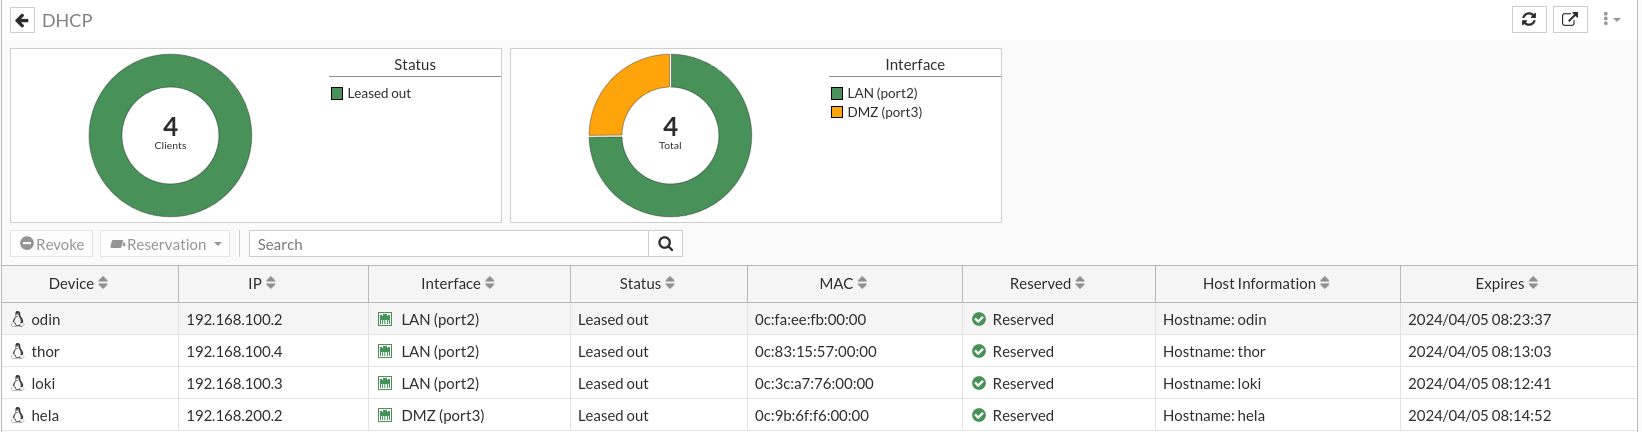 DHCP
Status
Leased out
4
Clients
Interface
LAN (port2)
DMZ (port3)
4
Total
Revoke Reservation Search
Device IP Interface Status MAC Reserved Host Information Expires
odin 192.168.100.2 LAN (port2) Leased out 0c:fa:ee:fb:00:00 Reserved Hostname: odin 2024/04/05 08:23:37
thor 192.168.100.4 LAN (port2) Leased out 0c:83:15:57:00:00 Reserved Hostname: thor 2024/04/05 08:13:03
loki 192.168.100.3 LAN (port2) Leased out 0c:3c:a7:76:00:00 Reserved Hostname: loki 2024/04/05 08:12:41
hela 192.168.200.2 DMZ (port3) Leased out 0c:9b:6f:f6:00:00 Reserved Hostname: hela 2024/04/05 08:14:52